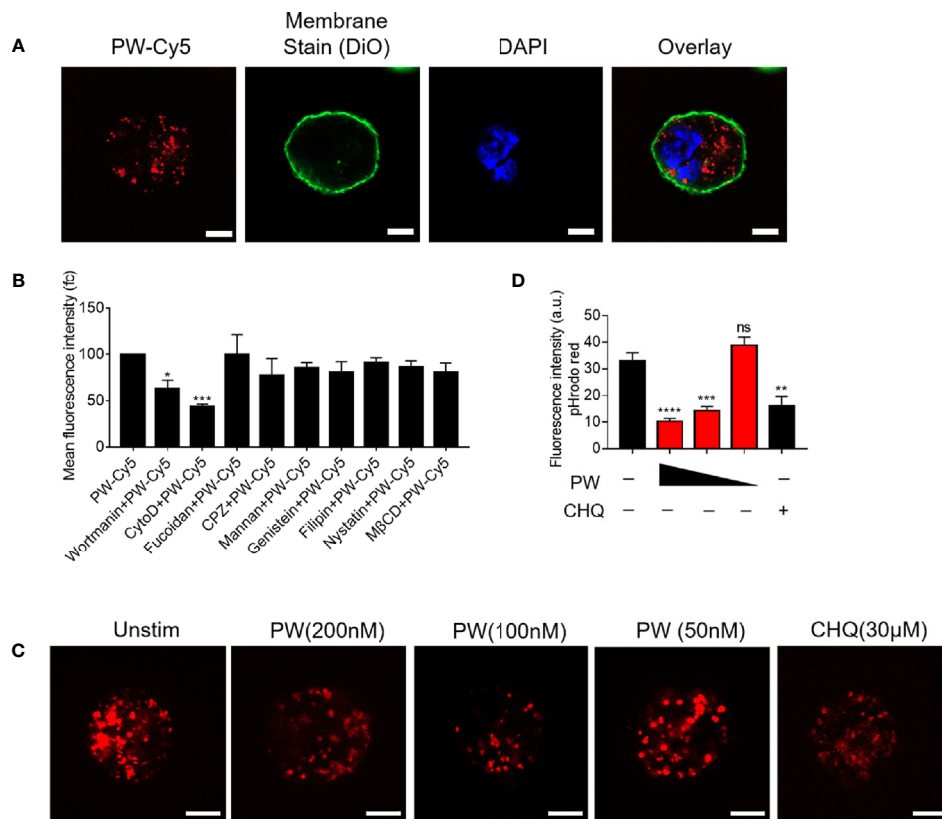 A
PW-Cy5
Membrane
Stain (DiO)
DAPI
Overlay
B
Mean fluorescence intensity (fc)
150
100
50
0
PW-Cy5
Wortmanin+PW-Cy5
CytoD+PW-Cy5
Fucoidan+PW-Cy5
CPZ+PW-Cy5
Mannan+PW-Cy5
Genistein+PW-Cy5
Filipin+PW-Cy5
Nystatin+PW-Cy5
MβCD+PW-Cy5
*
***
D
Fluorescence intensity (a.u.)
pHrodo red
50
40
30
20
10
0
****
***
ns
**
PW – –
CHQ – – – – +
C
Unstim
PW(200nM)
PW(100nM)
PW (50nM)
CHQ(30µM)